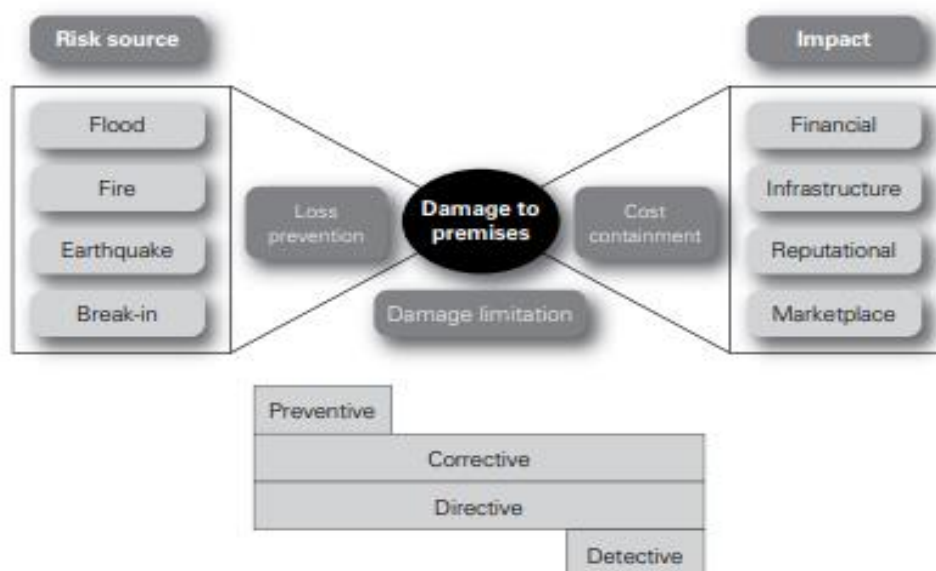 Risk source
Impact
Flood
Fire
Earthquake
Break-in
Loss
prevention
Damage to
premises
Cost
containment
Damage limitation
Financial
Infrastructure
Reputational
Marketplace
Preventive
Corrective
Directive
Detective